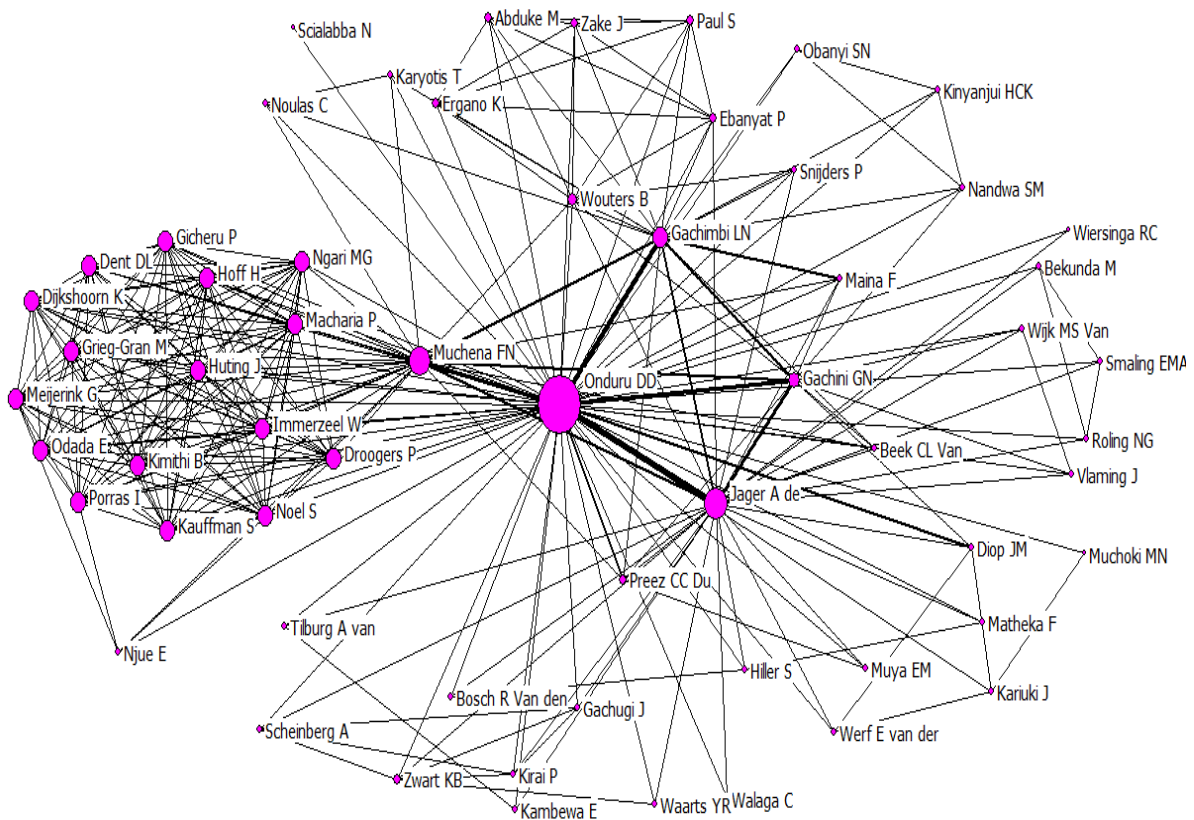 Scialabba N
Abduke M
Zake J
Paul S
Obanyi SN
Karyotis T
Noulas C
Ergano K
Kinyanjui HCK
Ebanyat P
Snijders P
Nandwa SM
Wouters B
Gachimbi LN
Wiersinga RC
Gicheru P
Dent DL
Hoff H
Ngari MG
Bekunda M
Maina F
Dijkshoorn K
Macharia P
Wijk MS Van
Grieg-Gran M
Huting J
Muchena FN
Onduru DD
Gachini GN
Smaling EMA
Meijerink G
Immerzeel W
Roling NG
Odada E
Kimithi B
Droogers P
Beek CL Van
Vlaming J
Porras I
Noel S
Jager A de
Kauffman S
Diop JM
Muchoki MN
Preez CC Du
Tilburg A van
Matheka F
Njue E
Hiller S
Muya EM
Kariuki J
Bosch R Van den
Gachugi J
Scheinberg A
Werf E van der
Zwart KB
Kirai P
Kambewa E
Waarts YR
Walaga C